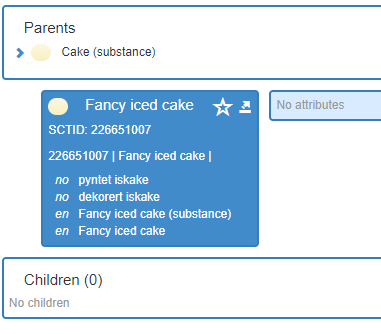 Parents
Cake (substance)
Fancy iced cake
No attributes
SCTID: 226651007
226651007 | Fancy iced cake |
no pyntet iskake
no dekorert iskake
en Fancy iced cake (substance)
en Fancy iced cake
Children (0)
No children